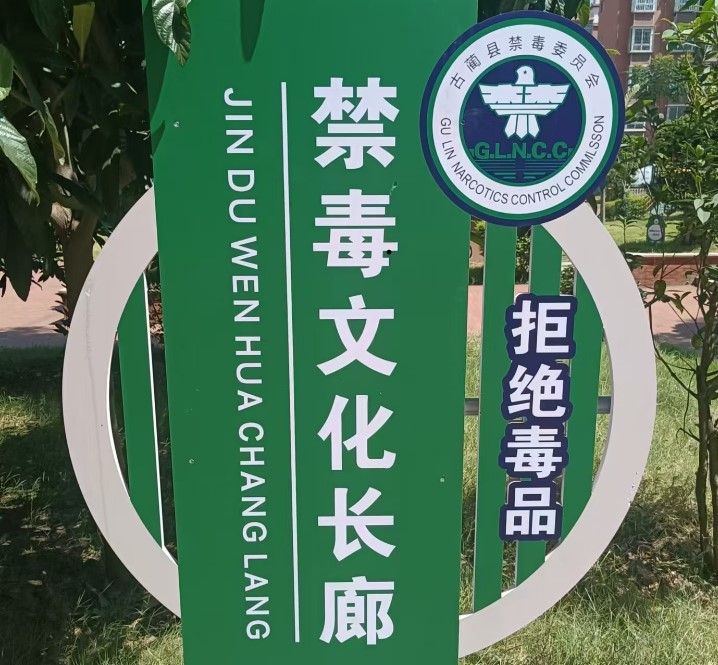 禁毒文化长廊
JIN DU WEN HUA CHANG LANG
古蔺县禁毒委员会
G.L.N.C.C.
GU LIN NARCOTICS CONTROL COMMLSSON
拒绝毒品